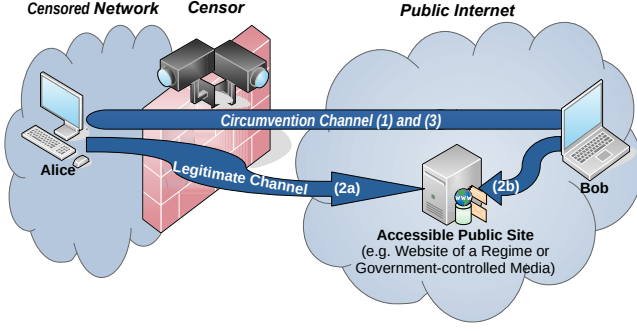 Censored Network
Censor
Public Internet
Circumvention Channel (1) and (3)
Alice
Legitimate Channel (2a)
(2b)
Bob
Accessible Public Site
(e.g. Website of a Regime or
Government-controlled Media)